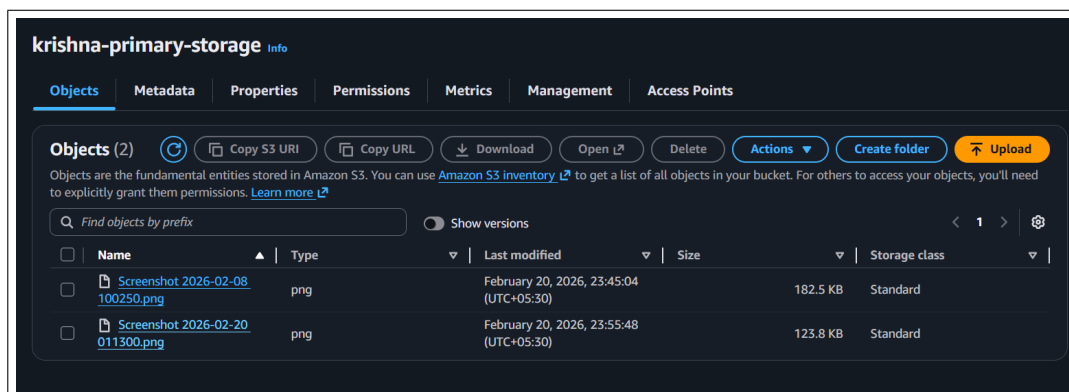 krishna-primary-storage Info
Objects Metadata Properties Permissions Metrics Management Access Points
Objects (2) Copy S3 URI Copy URL Download Open Delete Actions Create folder Upload
Objects are the fundamental entities stored in Amazon S3. You can use Amazon S3 inventory to get a list of all objects in your bucket. For others to access your objects, you'll need
to explicitly grant them permissions. Learn more
Find objects by prefix Show versions 1
Name Type Last modified Size Storage class
Screenshot 2026-02-08 100250.png png February 20, 2026, 23:45:04 (UTC+05:30) 182.5 KB Standard
Screenshot 2026-02-20 011300.png png February 20, 2026, 23:55:48 (UTC+05:30) 123.8 KB Standard